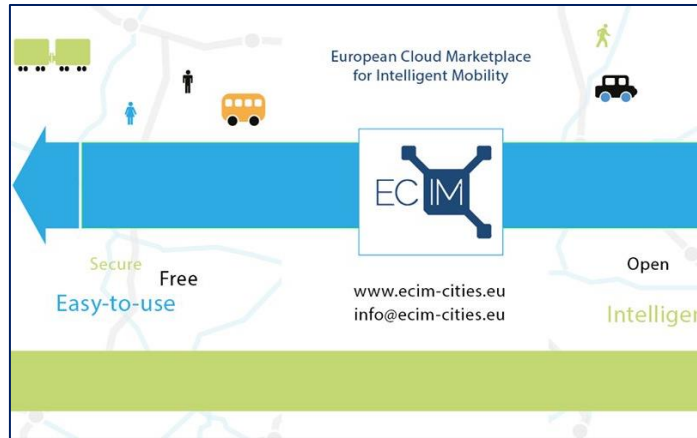 European Cloud Marketplace
for Intelligent Mobility
ECIM
Secure
Free
Easy-to-use
www.ecim-cities.eu
info@ecim-cities.eu
Open
Intelligen